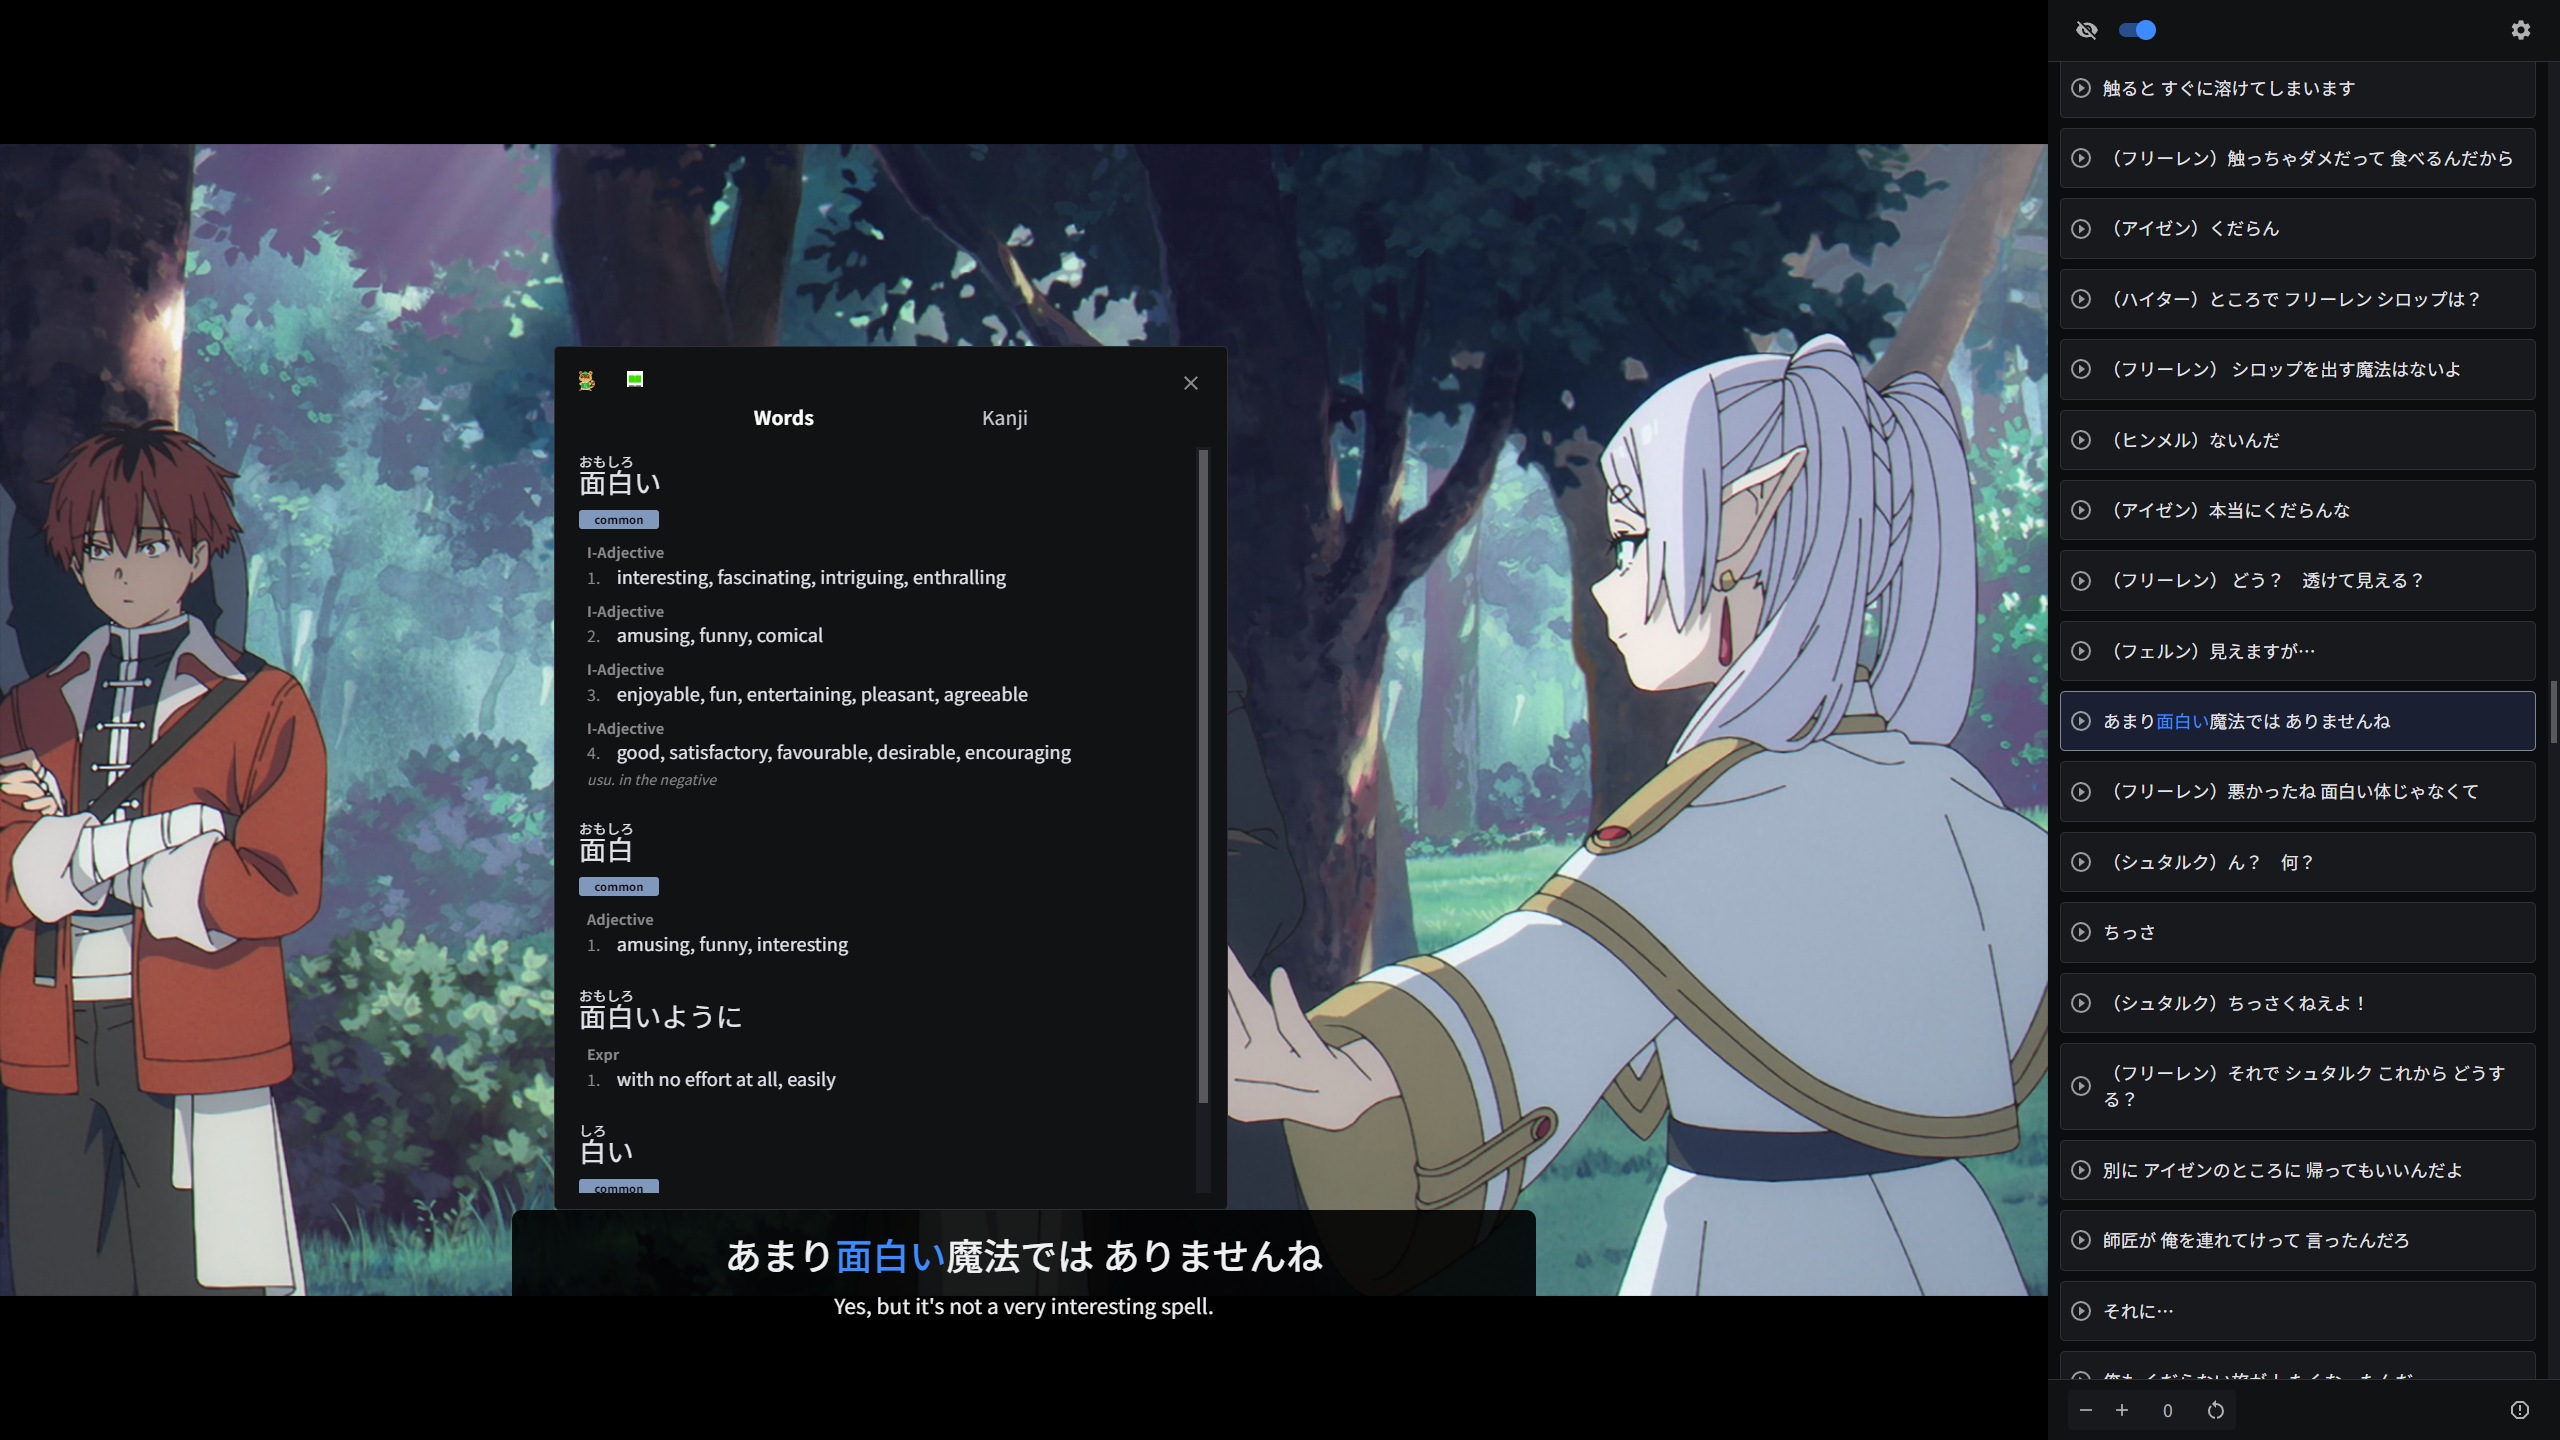 Words
Kanji
おもしろ
面白い
common
I-Adjective
1. interesting, fascinating, intriguing, enthralling
I-Adjective
2. amusing, funny, comical
I-Adjective
3. enjoyable, fun, entertaining, pleasant, agreeable
I-Adjective
4. good, satisfactory, favourable, desirable, encouraging
usu. in the negative
おもしろ
面白
common
Adjective
1. amusing, funny, interesting
おもしろ
面白いように
Expr
1. with no effort at all, easily
しろ
白い
common
あまり面白い魔法では ありませんね
Yes, but it's not a very interesting spell.
触ると すぐに溶けてしまいます
（フリーレン）触っちゃダメだって 食べるんだから
（アイゼン）くだらん
（ハイター）ところで フリーレン シロップは？
（フリーレン） シロップを出す魔法はないよ
（ヒンメル）ないんだ
（アイゼン）本当にくだらんな
（フリーレン） どう？　透けて見える？
（フェルン）見えますが…
あまり面白い魔法では ありませんね
（フリーレン）悪かったね 面白い体じゃなくて
（シュタルク）ん？　何？
ちっさ
（シュタルク）ちっさくねえよ！
（フリーレン）それで シュタルク これから どうす
る？
別に アイゼンのところに 帰ってもいいんだよ
師匠が 俺を連れてけって 言ったんだろ
それに…
0